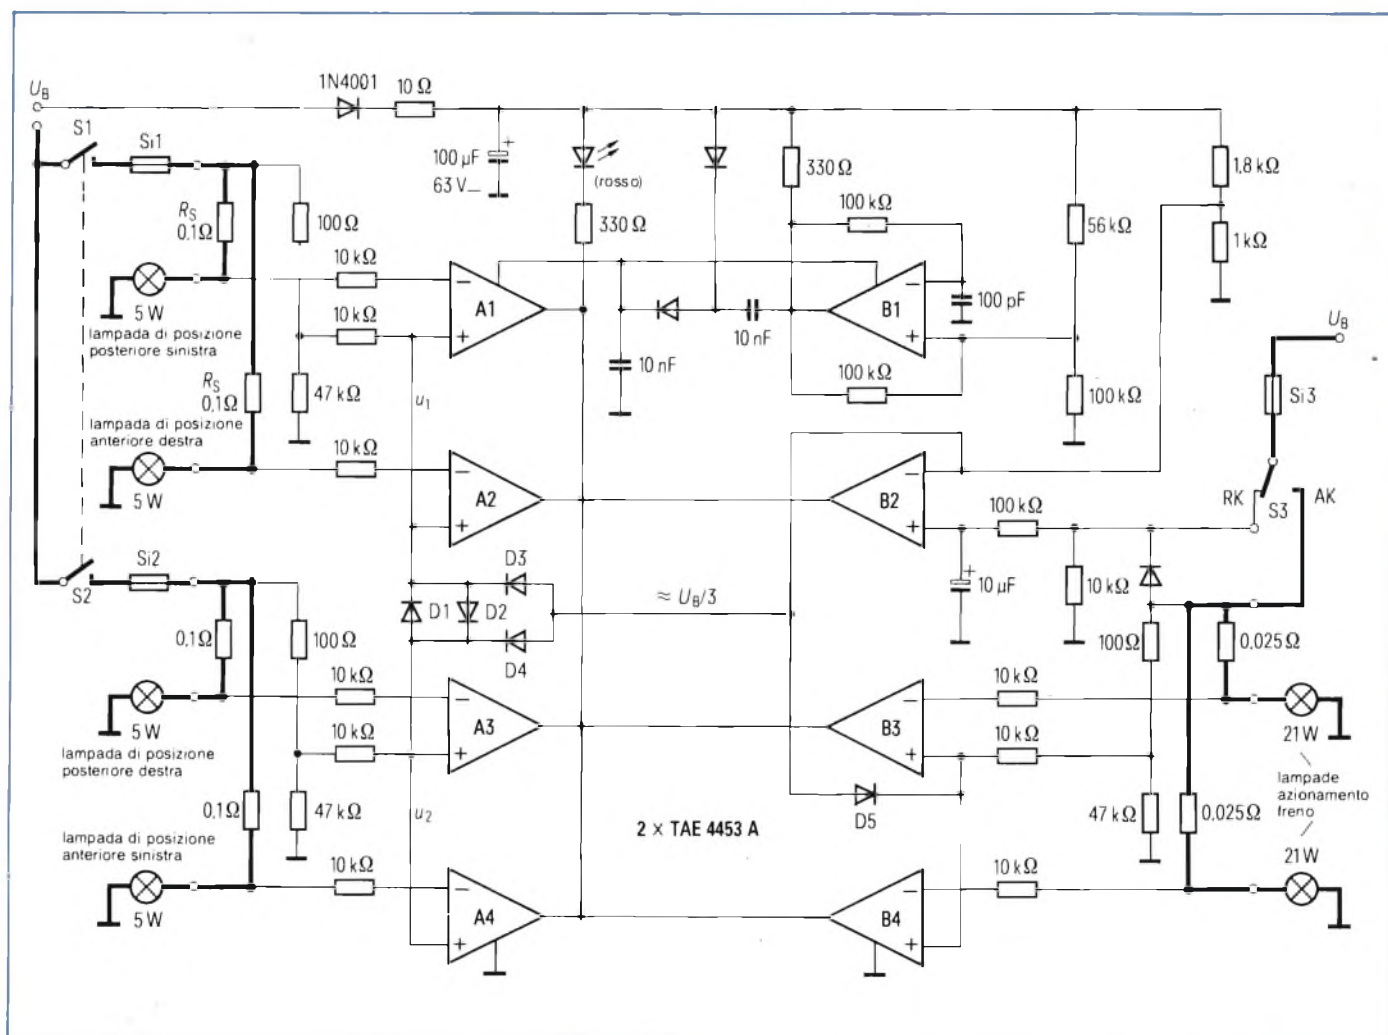 1N4001
10 Ω
U_B
S1
Si1
100 µF
63 V
+
(rosso)
330 Ω
330 Ω
1,8 kΩ
R_S
0,1Ω
100 Ω
100 kΩ
56 kΩ
1 kΩ
10 kΩ
−
A1
+
−
B1
+
100 pF
5 W
lampada di posizione
posteriore sinistra
10 kΩ
10 nF
10 nF
U_B
R_S
0,1Ω
47 kΩ
u₁
100 kΩ
100 kΩ
Si3
lampada di posizione
anteriore destra
10 kΩ
−
A2
+
−
B2
+
5 W
100 kΩ
RK
S3
AK
Si2
S2
D3
D1
D2
D4
≈ U_B/3
+
10 µF
10 kΩ
0,1Ω
100 Ω
100Ω
0,025 Ω
10 kΩ
−
A3
+
−
B3
+
10 kΩ
5 W
10 kΩ
10 kΩ
21 W
lampada di posizione
posteriore destra
lampade
azionamento
freno
0,1Ω
47 kΩ
u₂
D5
2 × TAE 4453 A
47 kΩ
0,025Ω
lampada di posizione
anteriore sinistra
10 kΩ
−
A4
+
−
B4
+
10 kΩ
21 W
5 W